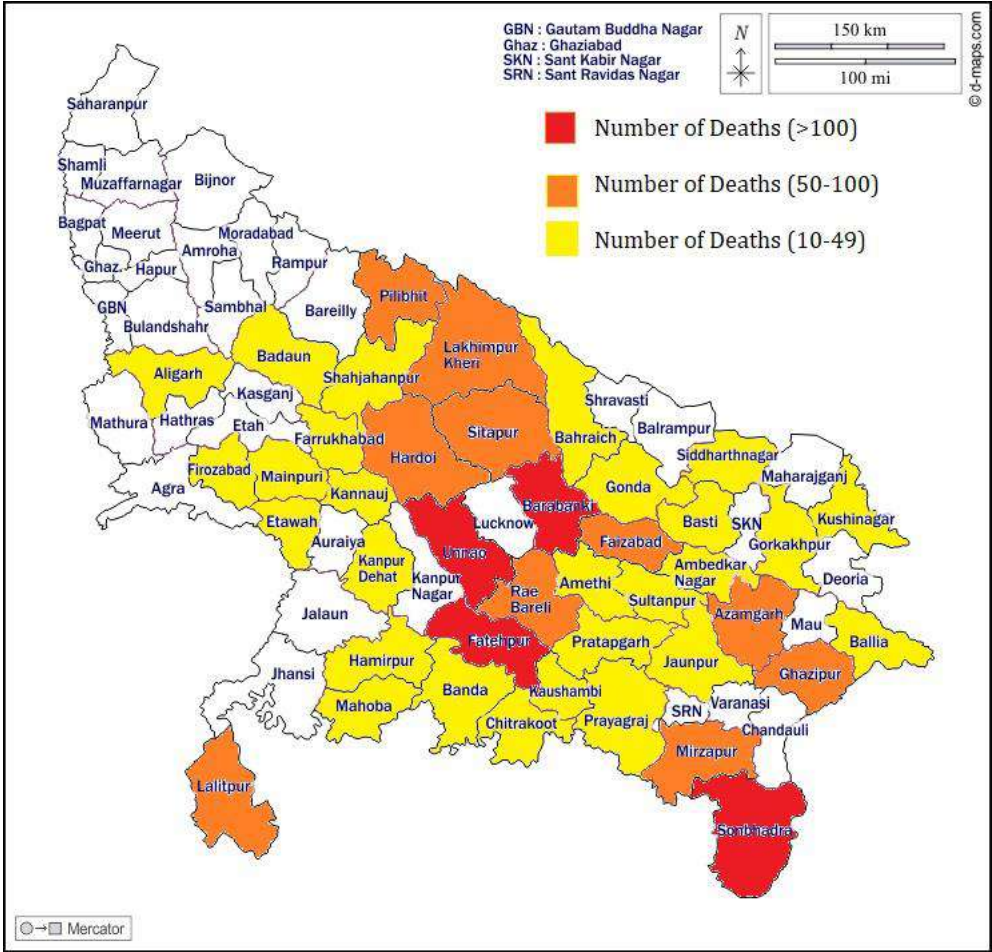 GBN : Gautam Buddha Nagar
Ghaz : Ghaziabad
SKN : Sant Kabir Nagar
SRN : Sant Ravidas Nagar
N
150 km
100 mi
© d-maps.com
Number of Deaths (>100)
Number of Deaths (50-100)
Number of Deaths (10-49)
Saharanpur
Shamli
Muzaffarnagar
Bijnor
Bagpat
Meerut
Moradabad
Amroha
Rampur
Ghaz.
Hapur
Pilibhit
GBN
Sambhal
Bareilly
Bulandshahr
Lakhimpur
Kheri
Badaun
Aligarh
Shahjahanpur
Kasganj
Shravasti
Mathura
Hathras
Etah
Farrukhabad
Sitapur
Bahraich
Balrampur
Hardoi
Siddharthnagar
Firozabad
Mainpuri
Maharajganj
Agra
Kannauj
Gonda
Barabanki
Etawah
Lucknow
Basti
SKN
Kushinagar
Auraiya
Unnao
Faizabad
Gorkakhpur
Kanpur
Dehat
Kanpur
Nagar
Amethi
Ambedkar
Nagar
Deoria
Rae
Bareli
Sultanpur
Jalaun
Azamgarh
Mau
Fatehpur
Pratapgarh
Ballia
Hamirpur
Jaunpur
Jhansi
Ghazipur
Banda
Kaushambi
Mahoba
Chitrakoot
Prayagraj
SRN
Varanasi
Chandauli
Mirzapur
Lalitpur
Sonbhadra
Mercator